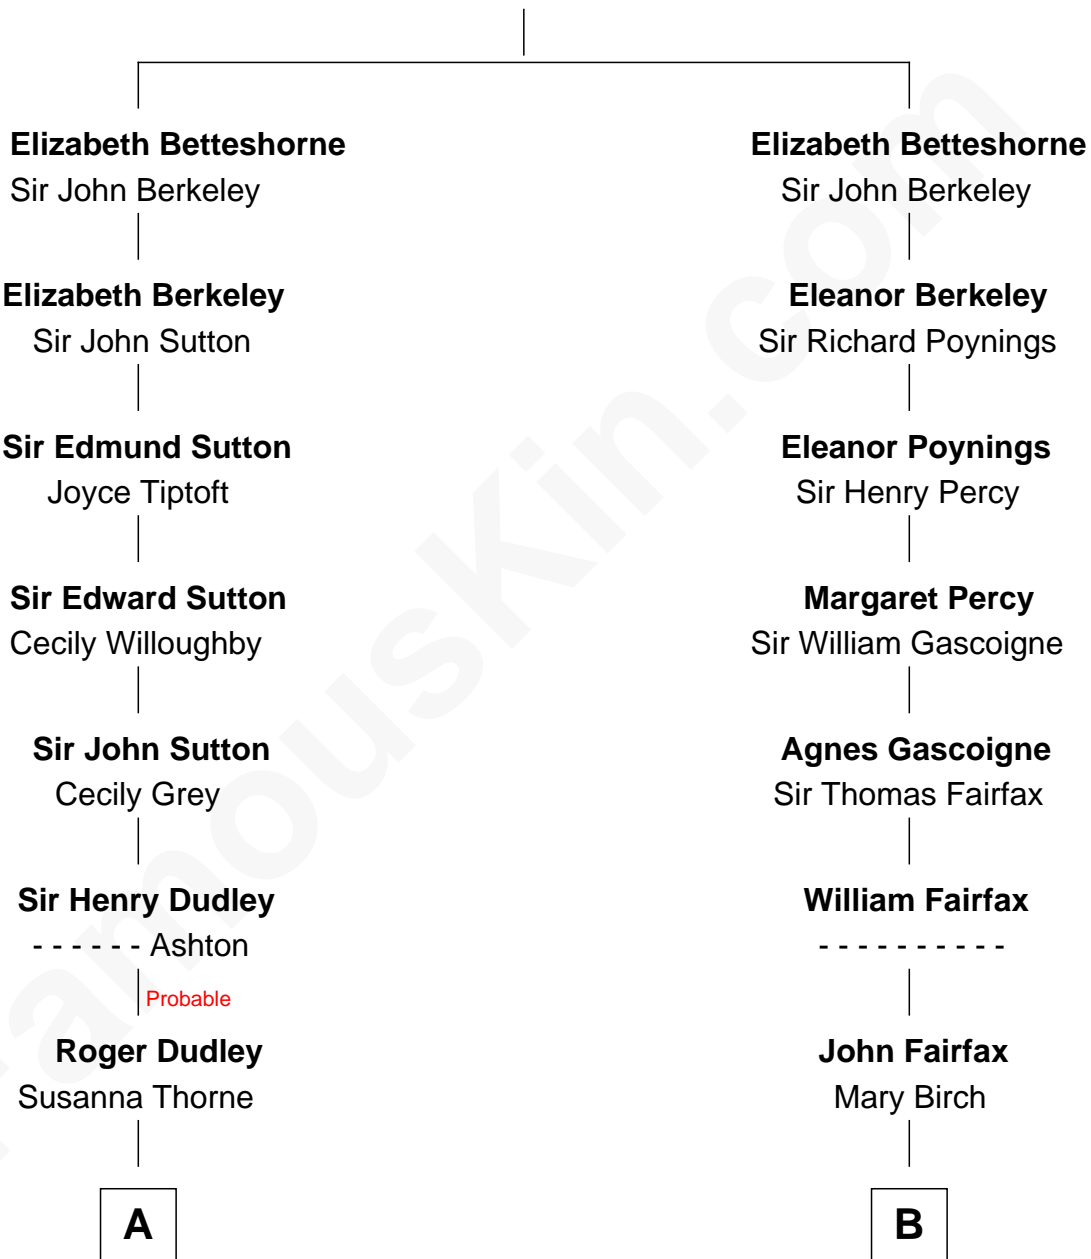 Elizabeth Betteshorne
Sir John Berkeley
Elizabeth Betteshorne
Sir John Berkeley
Elizabeth Berkeley
Sir John Sutton
Eleanor Berkeley
Sir Richard Poynings
Sir Edmund Sutton
Joyce Tiptoft
Eleanor Poynings
Sir Henry Percy
Sir Edward Sutton
Cecily Willoughby
Margaret Percy
Sir William Gascoigne
Sir John Sutton
Cecily Grey
Agnes Gascoigne
Sir Thomas Fairfax
Sir Henry Dudley
- - - - - - Ashton
William Fairfax
- - - - - - - - - -
Probable
Roger Dudley
Susanna Thorne
John Fairfax
Mary Birch
A
B
FamousKin.com